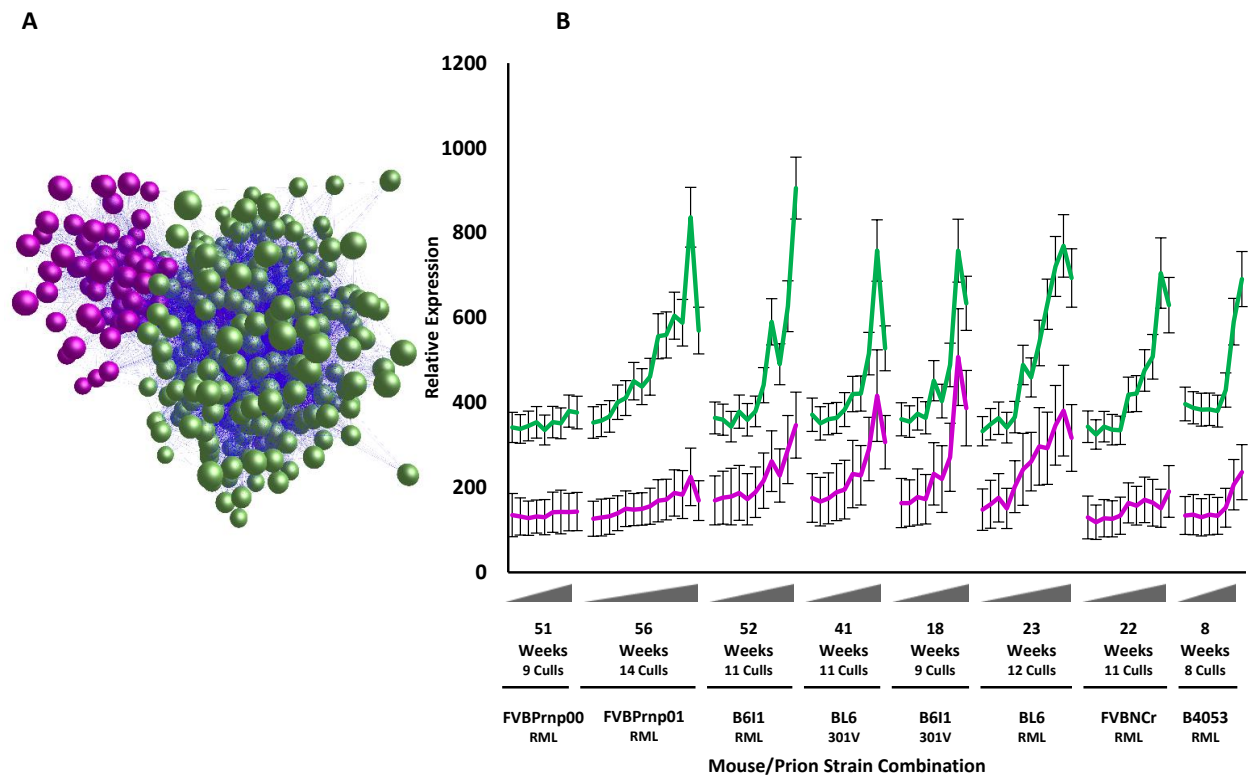 A
B
1200
1000
800
600
400
200
0
Relative Expression
51 Weeks 9 Culls
56 Weeks 14 Culls
52 Weeks 11 Culls
41 Weeks 11 Culls
18 Weeks 9 Culls
23 Weeks 12 Culls
22 Weeks 11 Culls
8 Weeks 8 Culls
FVBPrnp00 RML
FVBPrnp01 RML
B6I1 RML
BL6 301V
B6I1 301V
BL6 RML
FVBNCr RML
B4053 RML
Mouse/Prion Strain Combination